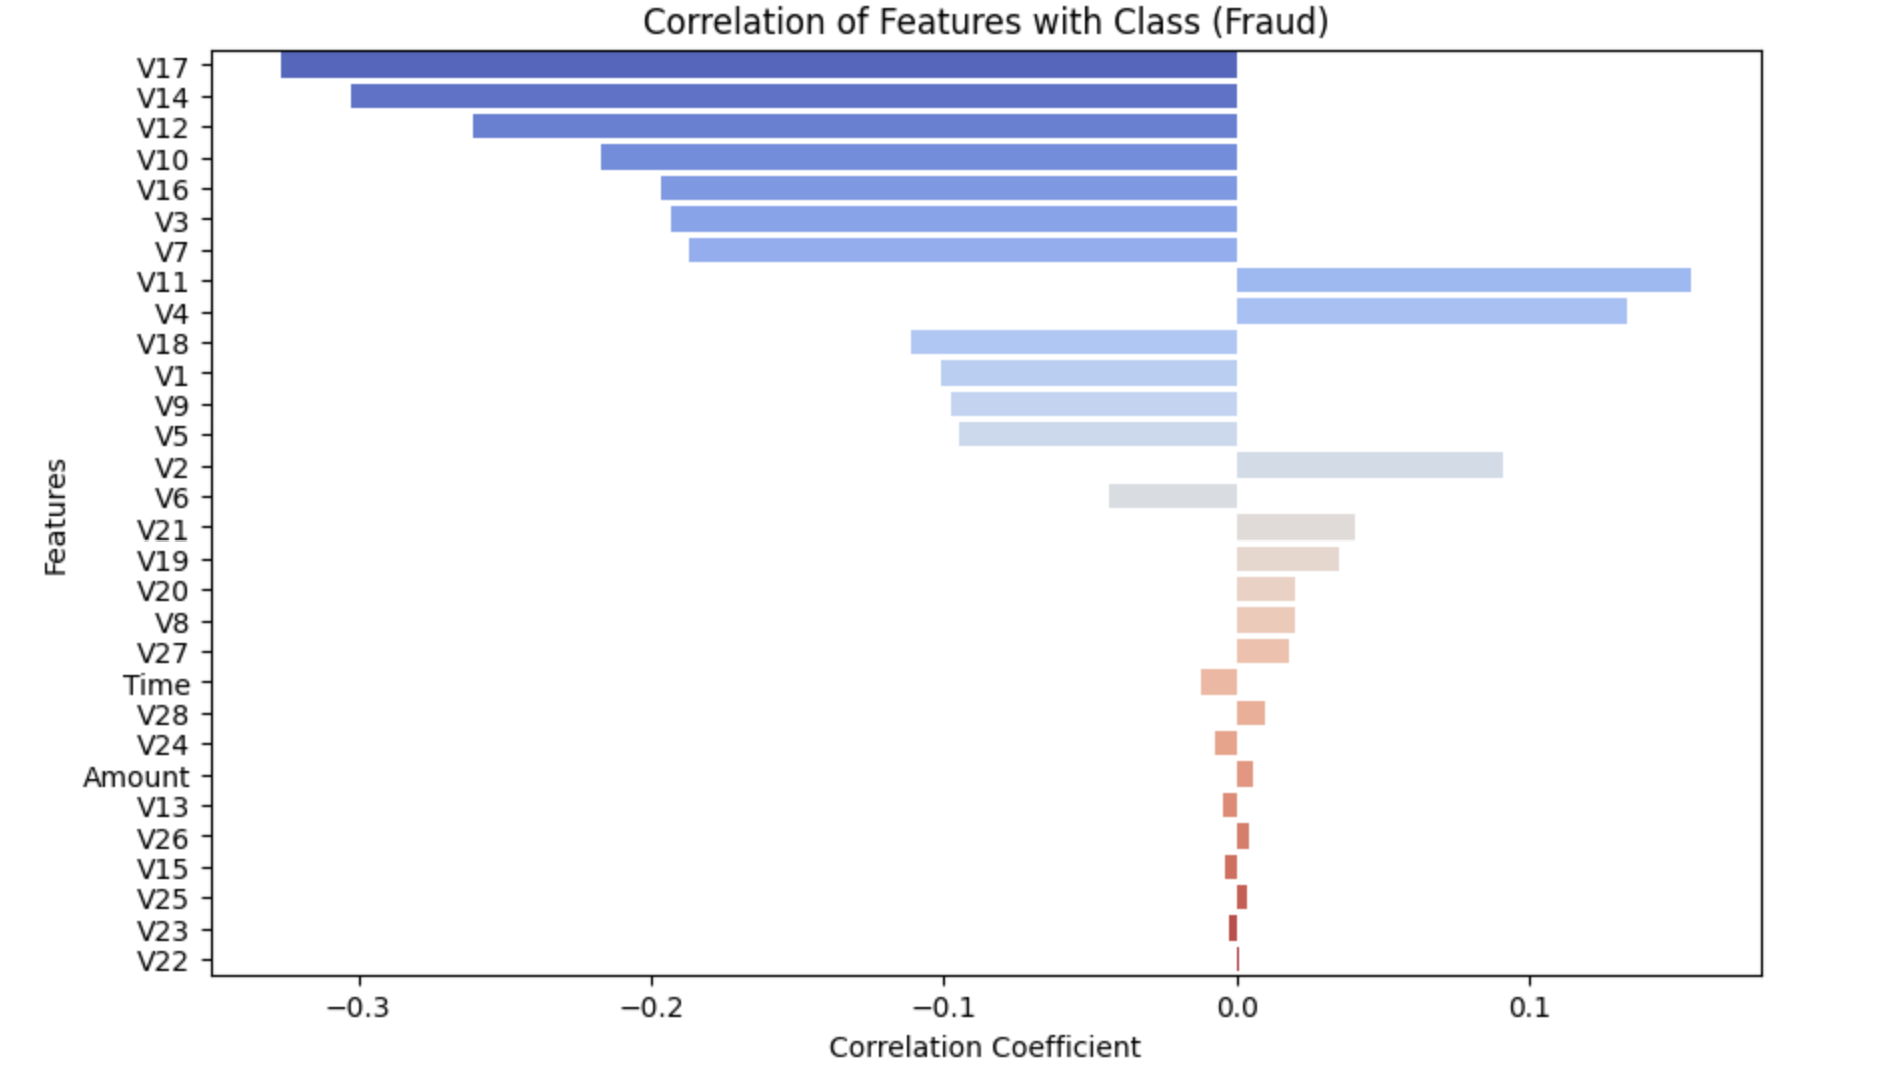 Correlation of Features with Class (Fraud)
V17
V14
V12
V10
V16
V3
V7
V11
V4
V18
V1
V9
V5
V2
V6
V21
V19
V20
V8
V27
Time
V28
V24
Amount
V13
V26
V15
V25
V23
V22
Features
−0.3 −0.2 −0.1 0.0 0.1
Correlation Coefficient